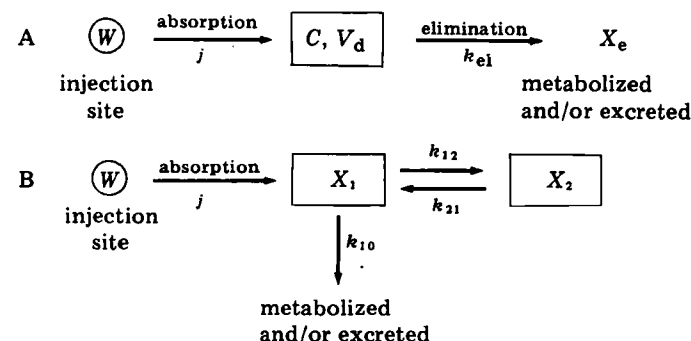 A W absorption j C, V_d elimination k_el X_e
injection
site
metabolized
and/or excreted
B W absorption j X_1 k_12 k_21 X_2
injection
site
k_10
metabolized
and/or excreted